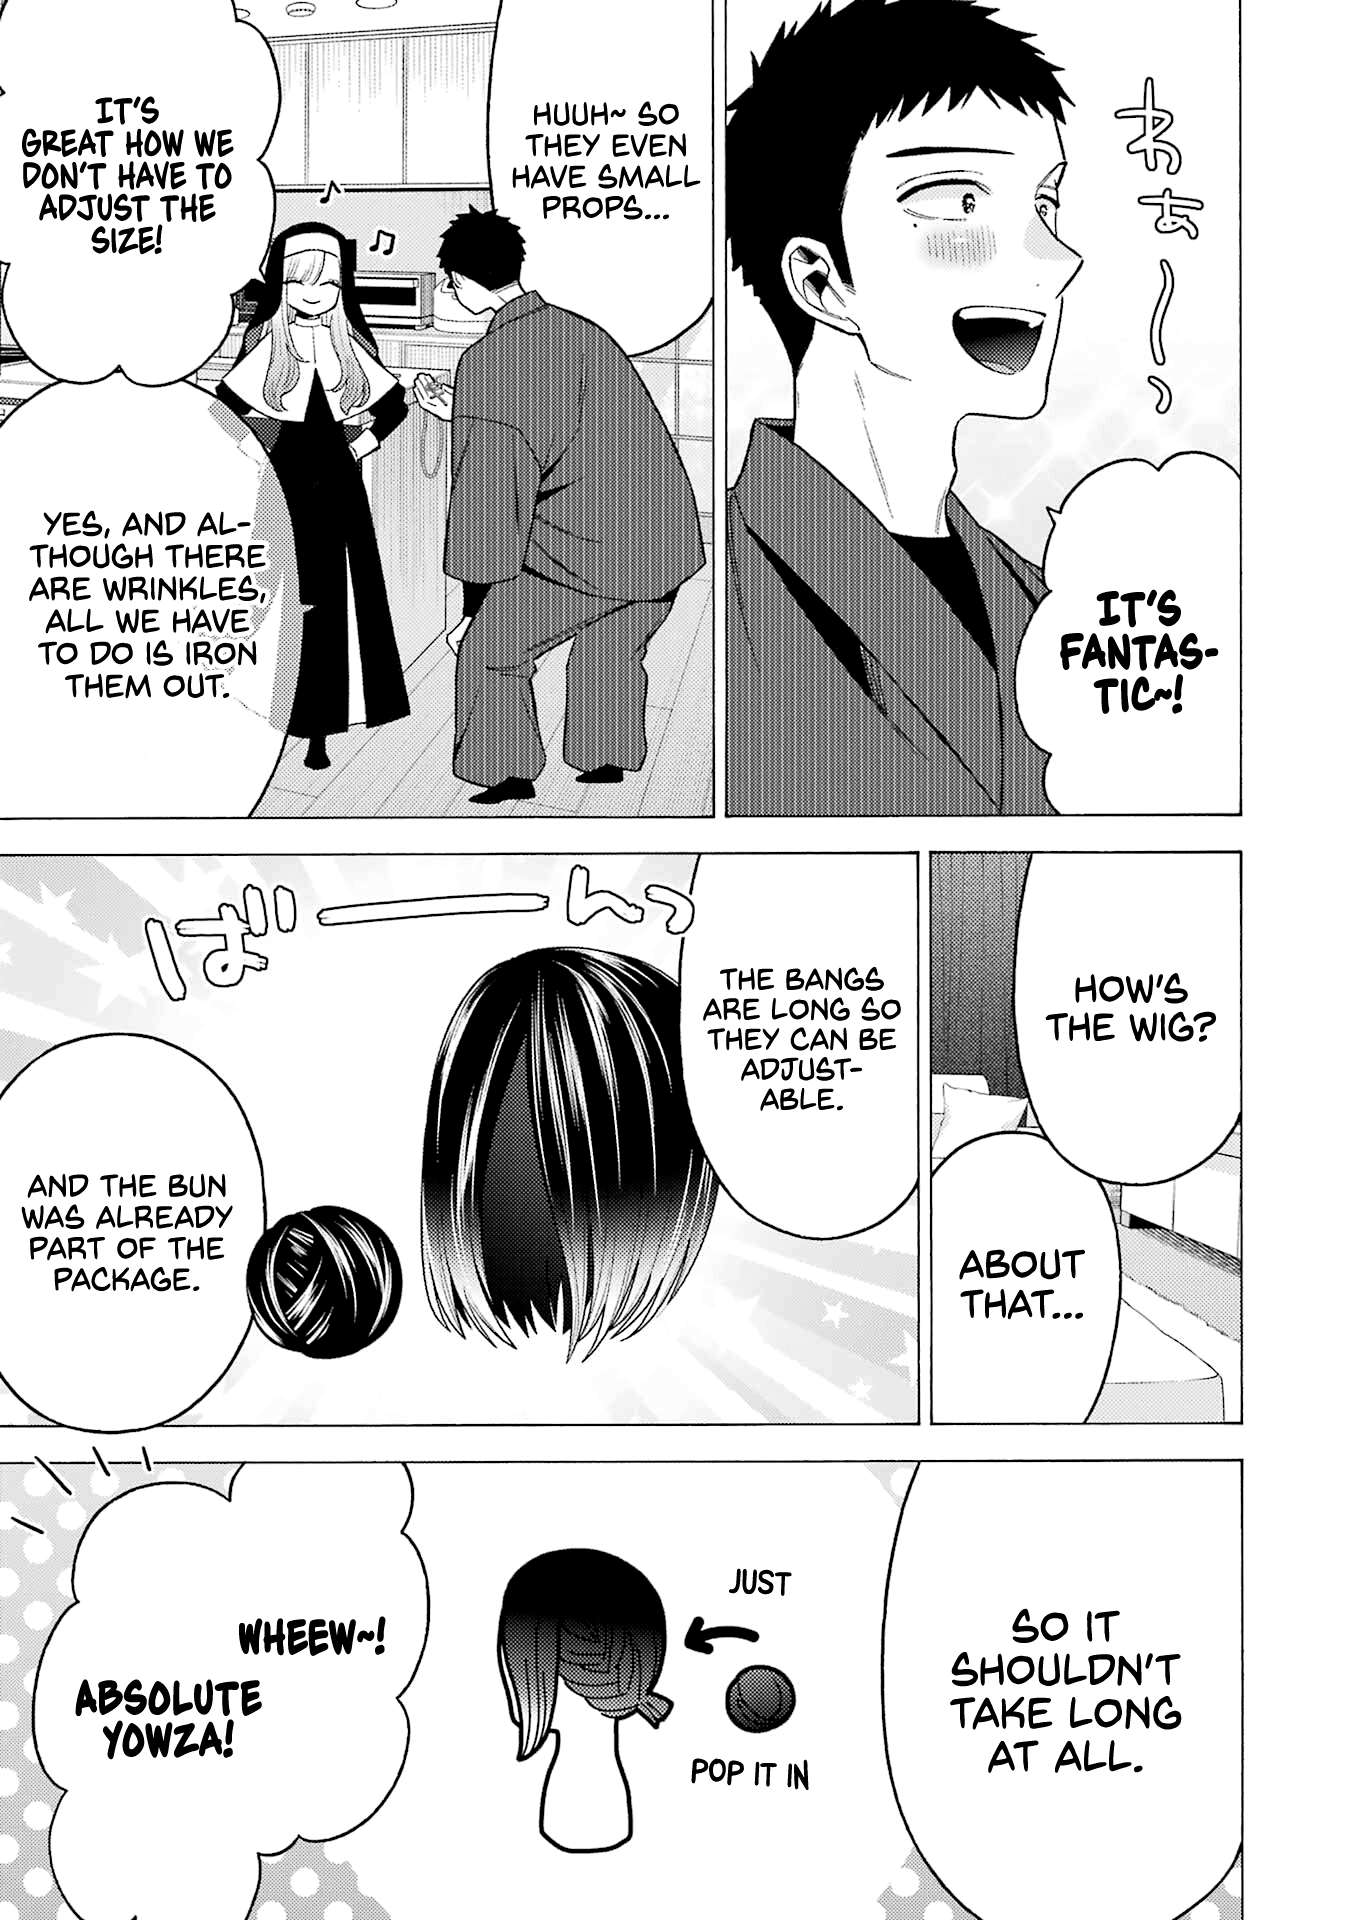 わぁ～～っ
IT'S
FANTAS-
TIC~!
HUUH~ SO
THEY EVEN
HAVE SMALL
PROPS...
IT'S
GREAT HOW WE
DON'T HAVE TO
ADJUST THE
SIZE!
YES, AND AL-
THOUGH THERE
ARE WRINKLES,
ALL WE HAVE
TO DO IS IRON
THEM OUT.
HOW'S
THE WIG?
ABOUT
THAT...
THE BANGS
ARE LONG SO
THEY CAN BE
ADJUST-
ABLE.
ばーんっ
AND THE BUN
WAS ALREADY
PART OF THE
PACKAGE.
SO IT
SHOULDN'T
TAKE LONG
AT ALL.
JUST
POP IT IN
WHEEW~!
ABSOLUTE
YOWZA!